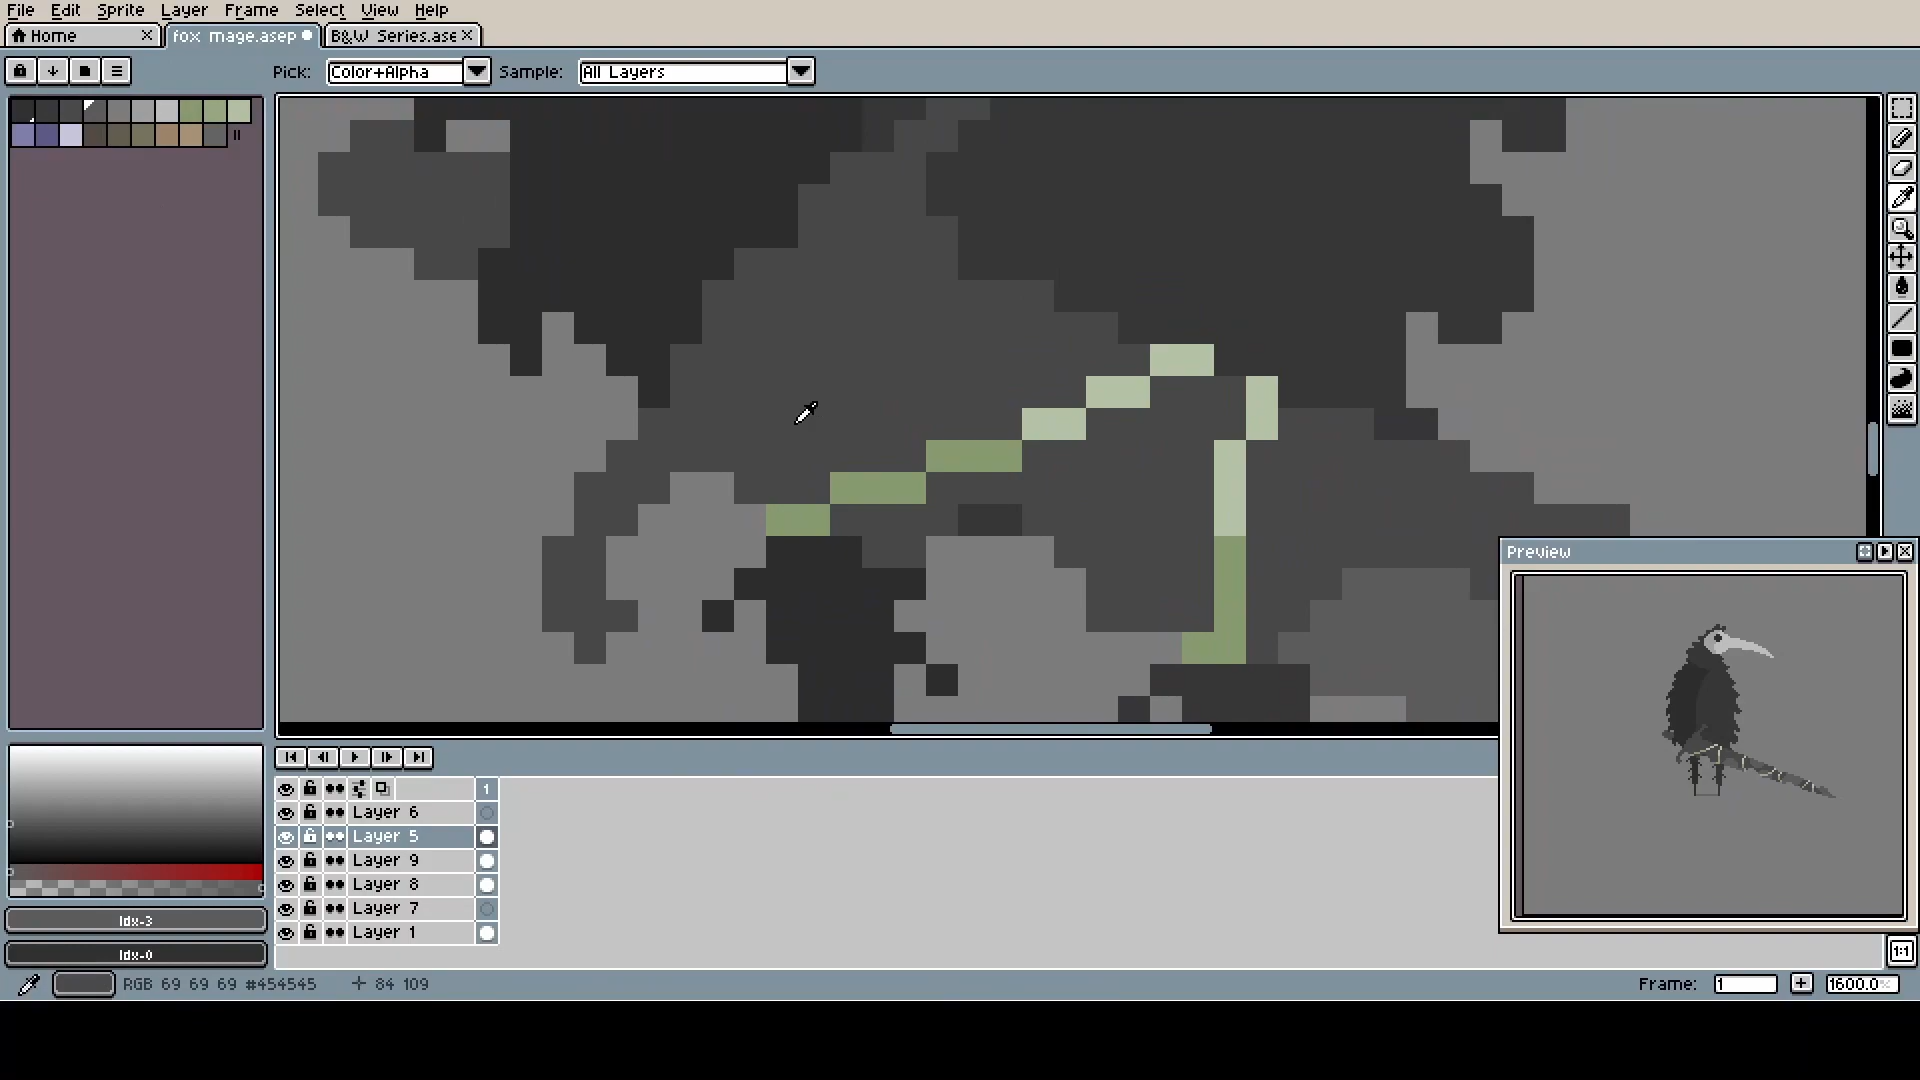 File Edit Sprite Layer Frame Select View Help
Home fox mage.asep B&W Series.ase
Pick: Color+Alpha Sample: All Layers
Preview
1
Layer 6
Layer 5
Layer 9
Layer 8
Layer 7
Layer 1
Idx-3
Idx-0
1:1
RGB 69 69 69 #454545 84 109 Frame: 1 1600.0